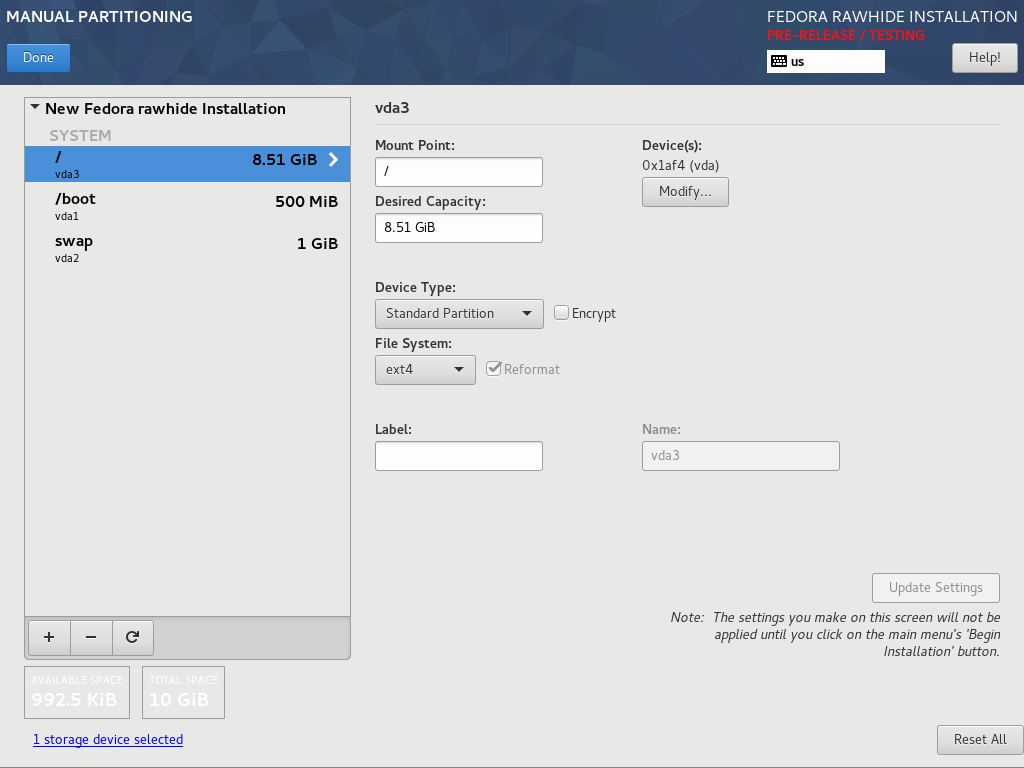 MANUAL PARTITIONING
FEDORA RAWHIDE INSTALLATION
PRE-RELEASE / TESTING
Done
us
Help!
New Fedora rawhide Installation
SYSTEM
/
8.51 GiB
vda3
/boot
500 MiB
vda1
swap
1 GiB
vda2
vda3
Mount Point:
/
Desired Capacity:
8.51 GiB
Device(s):
0x1af4 (vda)
Modify...
Device Type:
Standard Partition
Encrypt
File System:
ext4
Reformat
Label:
Name:
vda3
Update Settings
Note: The settings you make on this screen will not be
applied until you click on the main menu's 'Begin
Installation' button.
+ −
AVAILABLE SPACE
992.5 KiB
TOTAL SPACE
10 GiB
1 storage device selected
Reset All